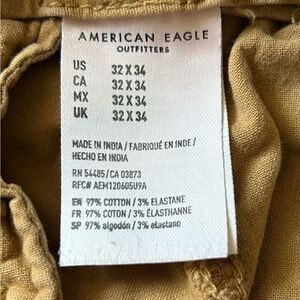 AMERICAN EAGLE
OUTFITTERS
US 32 X 34
CA 32 X 34
MX 32 X 34
UK 32 X 34
MADE IN INDIA / FABRIQUÉ EN INDE /
HECHO EN INDIA
RN 54485/CA 03873
RFC# AEM120605U9A
EN 97% COTTON / 3% ELASTANE
FR 97% COTON / 3% ÉLASTHANNE
SP 97% algodón / 3% elastano